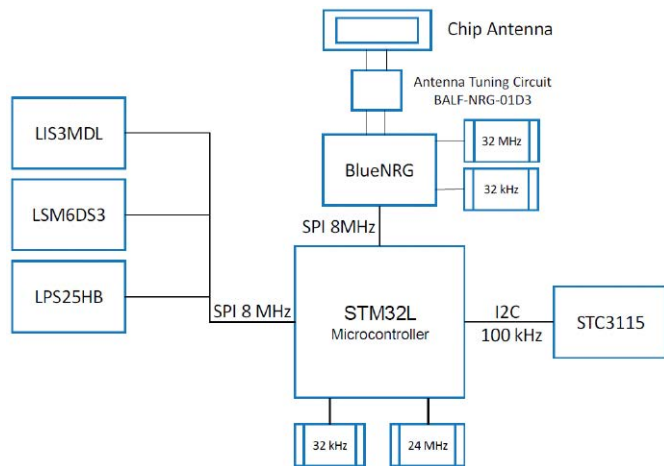 Chip Antenna
Antenna Tuning Circuit
BALF-NRG-01D3
LIS3MDL
32 MHz
BlueNRG
32 kHz
LSM6DS3
SPI 8MHz
LPS25HB
SPI 8 MHz
STM32L
Microcontroller
I2C
100 kHz
STC3115
32 kHz
24 MHz